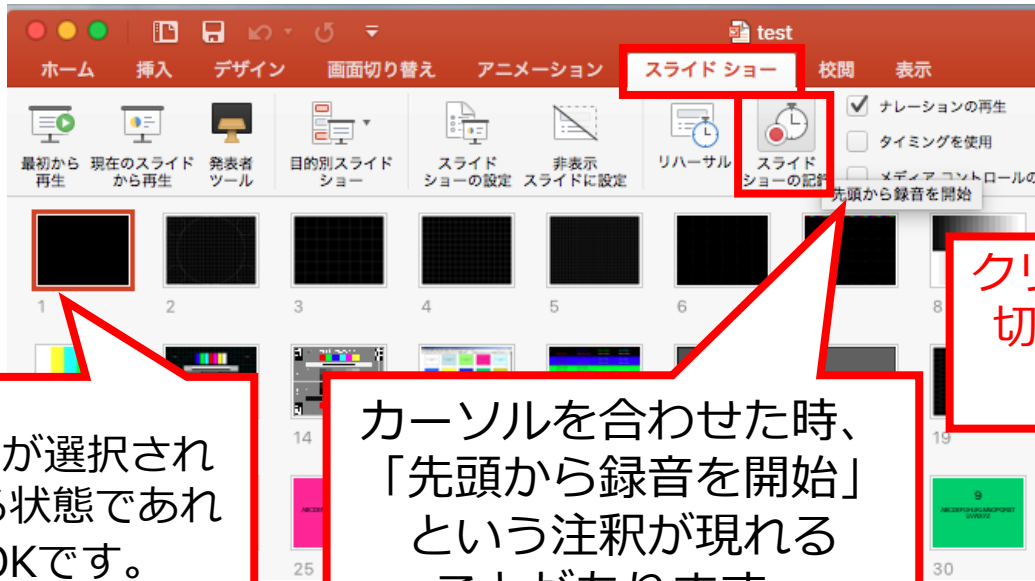 test
ホーム 挿入 デザイン 画面切り替え アニメーション スライド ショー 校閲 表示
最初から
再生
現在のスライド
から再生
発表者
ツール
目的別スライド
ショー
スライド
ショーの設定
非表示
スライドに設定
リハーサル
スライド
ショーの記録
ナレーションの再生
タイミングを使用
メディア コントロールの
先頭から録音を開始
1 2 3 4 5 6 8
クリ
切
が選択され
る状態であれ
OKです。
カーソルを合わせた時、
「先頭から録音を開始」
という注釈が現れる
ことがあります
14 19
25 30
9